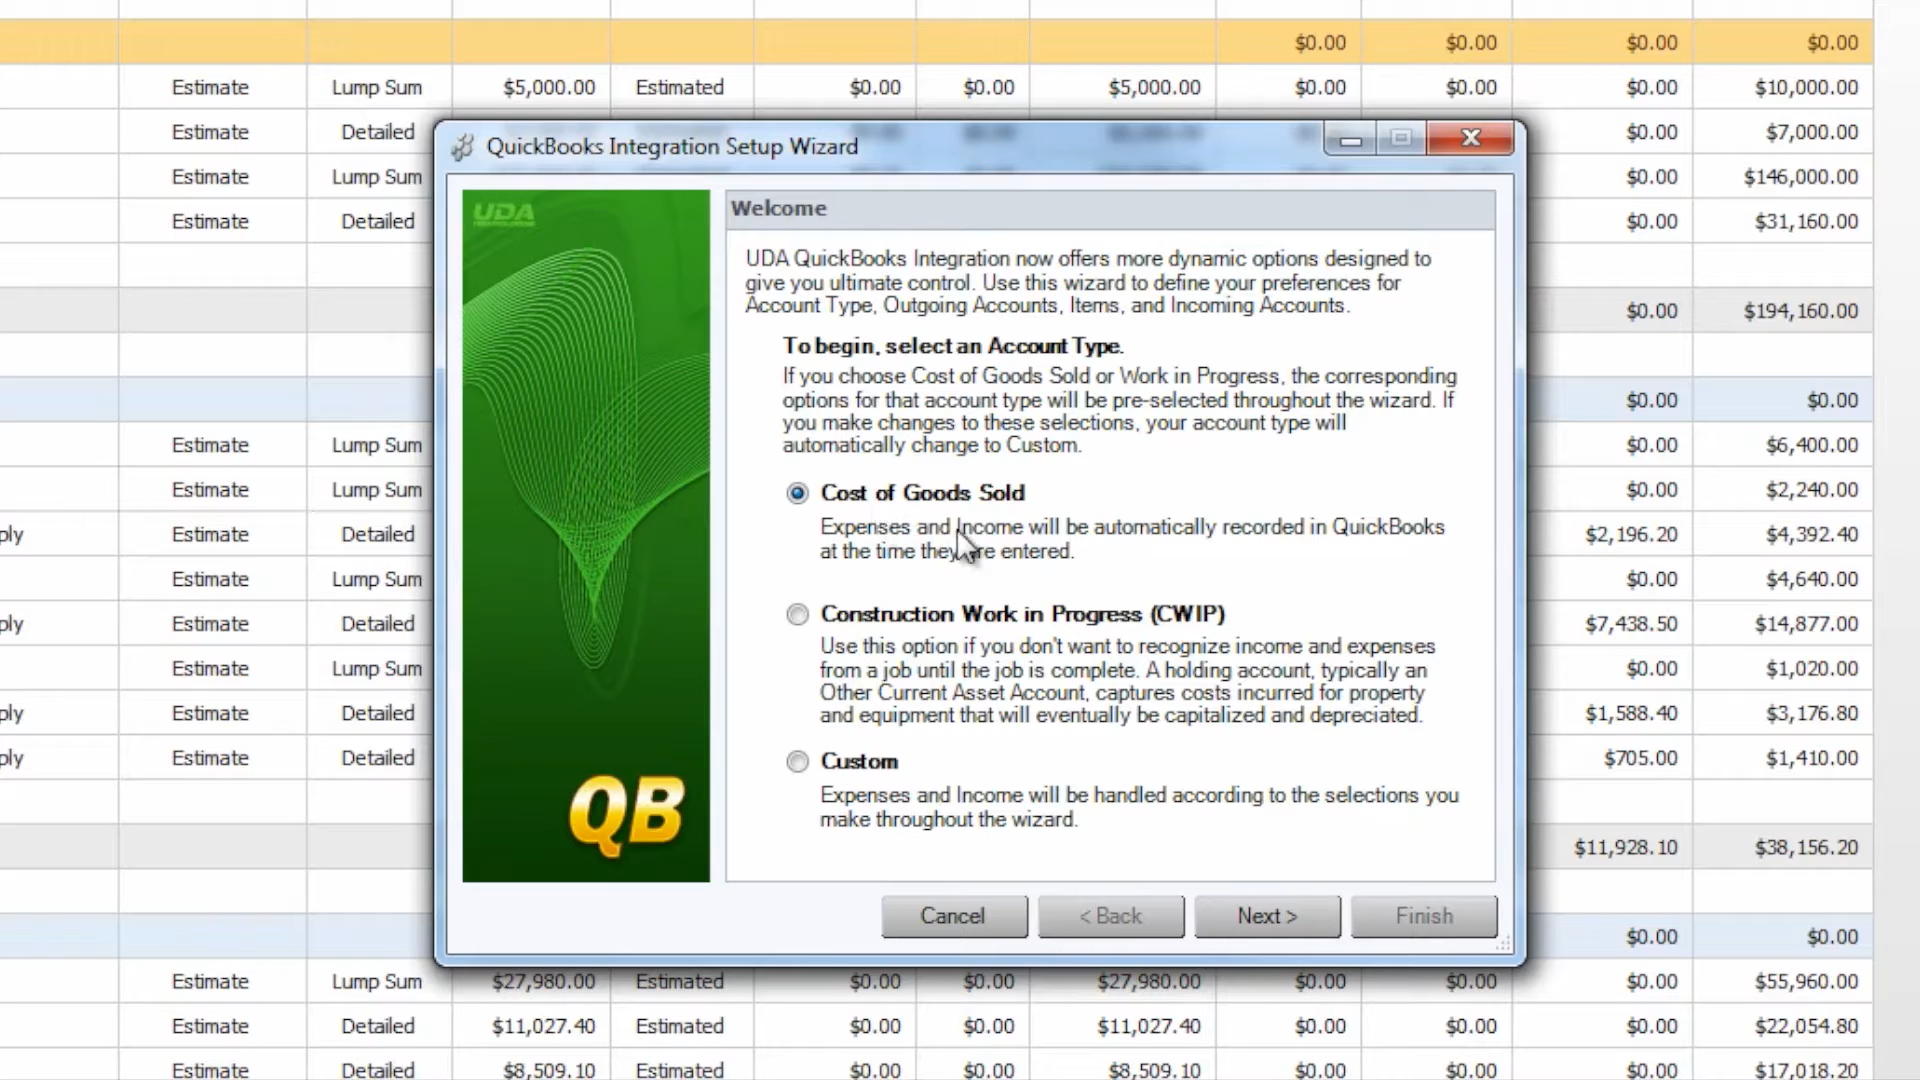 $0.00 $0.00 $0.00 $0.00
Estimate Lump Sum $5,000.00 Estimated $0.00 $0.00 $5,000.00 $0.00 $0.00 $0.00 $10,000.00
Estimate Detailed $0.00 $7,000.00
Estimate Lump Sum $0.00 $146,000.00
Estimate Detailed $0.00 $31,160.00
$0.00 $194,160.00
$0.00 $0.00
Estimate Lump Sum $0.00 $6,400.00
Estimate Lump Sum $0.00 $2,240.00
ply Estimate Detailed $2,196.20 $4,392.40
Estimate Lump Sum $0.00 $4,640.00
ply Estimate Detailed $7,438.50 $14,877.00
Estimate Lump Sum $0.00 $1,020.00
ply Estimate Detailed $1,588.40 $3,176.80
ply Estimate Detailed $705.00 $1,410.00
$11,928.10 $38,156.20
$0.00 $0.00
Estimate Lump Sum $27,980.00 Estimated $0.00 $0.00 $27,980.00 $0.00 $0.00 $0.00 $55,960.00
Estimate Detailed $11,027.40 Estimated $0.00 $0.00 $11,027.40 $0.00 $0.00 $0.00 $22,054.80
Estimate Detailed $8,509.10 Estimated $0.00 $0.00 $8,509.10 $0.00 $0.00 $0.00 $17,018.20
QuickBooks Integration Setup Wizard
UDA
QB
Welcome
UDA QuickBooks Integration now offers more dynamic options designed to
give you ultimate control. Use this wizard to define your preferences for
Account Type, Outgoing Accounts, Items, and Incoming Accounts.
To begin, select an Account Type.
If you choose Cost of Goods Sold or Work in Progress, the corresponding
options for that account type will be pre-selected throughout the wizard. If
you make changes to these selections, your account type will
automatically change to Custom.
Cost of Goods Sold
Expenses and Income will be automatically recorded in QuickBooks
at the time they are entered.
Construction Work in Progress (CWIP)
Use this option if you don't want to recognize income and expenses
from a job until the job is complete. A holding account, typically an
Other Current Asset Account, captures costs incurred for property
and equipment that will eventually be capitalized and depreciated.
Custom
Expenses and Income will be handled according to the selections you
make throughout the wizard.
Cancel
< Back
Next >
Finish